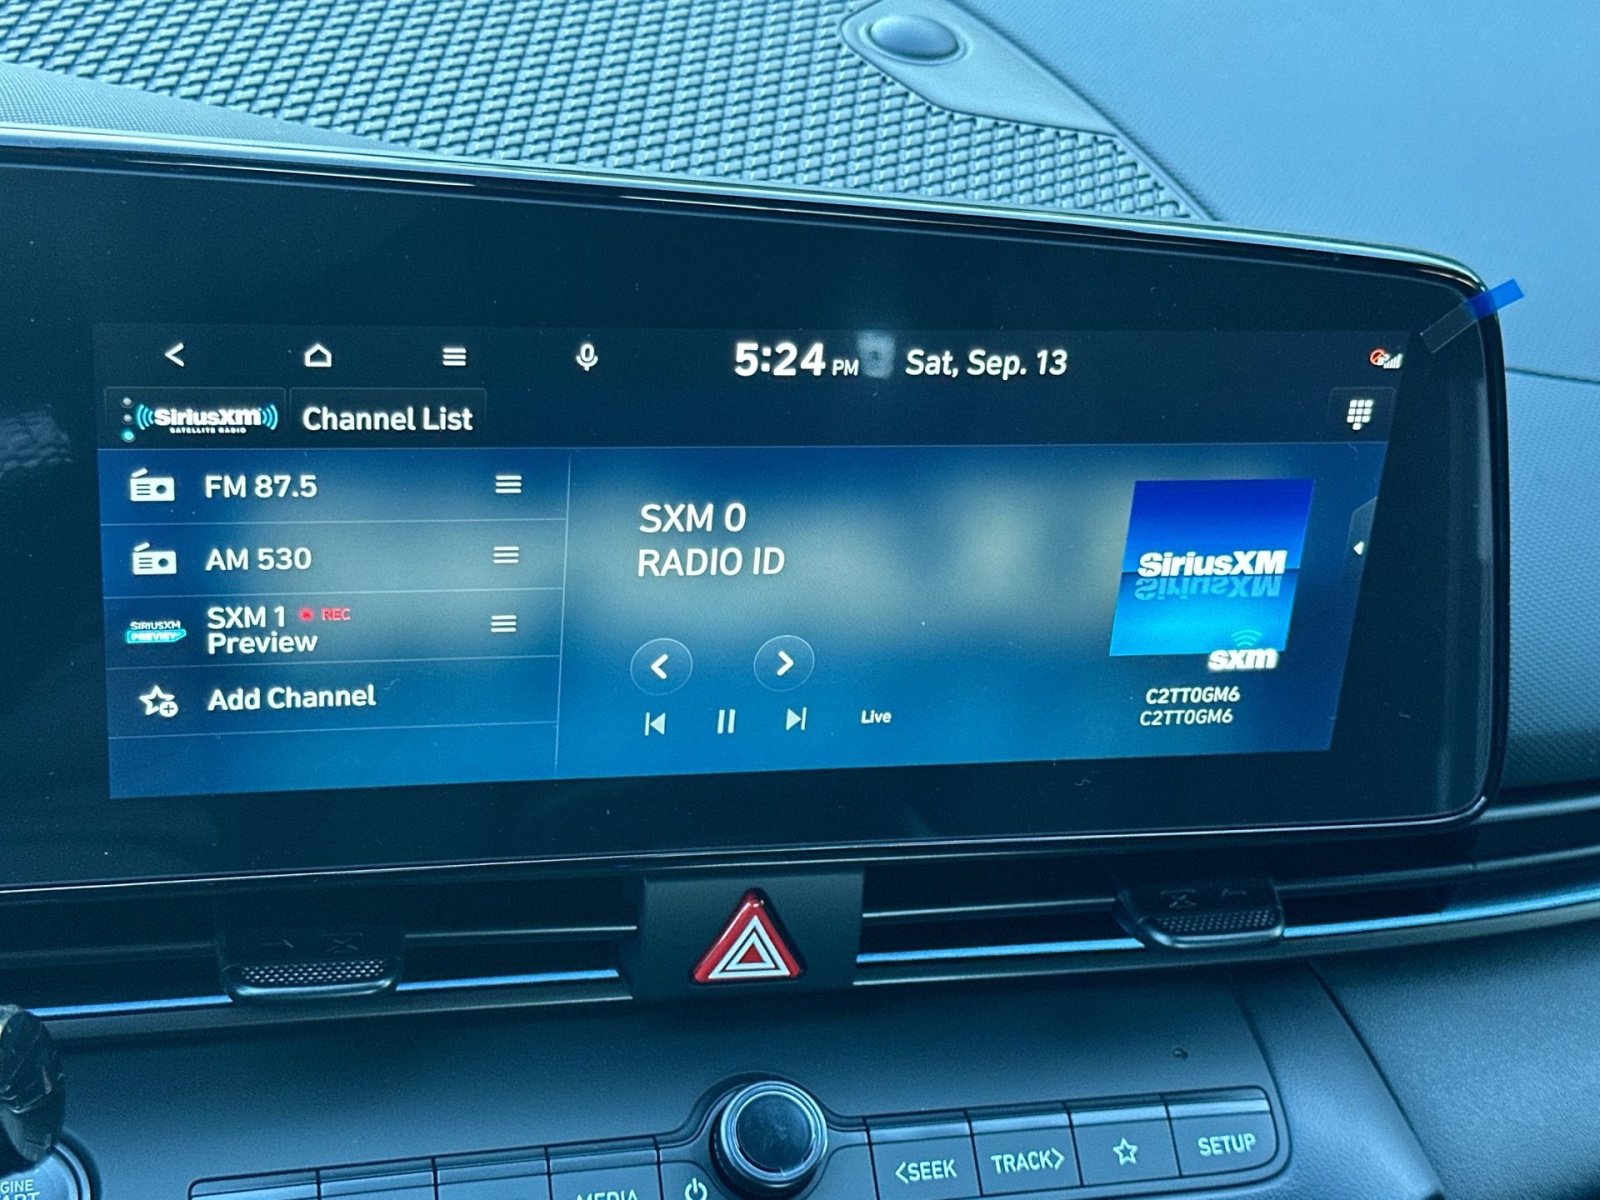 5:24 PM Sat, Sep. 13
SiriusXM
SATELLITE RADIO
Channel List
FM 87.5
AM 530
SIRIUSXM
PREVIEW
SXM 1 REC
Preview
Add Channel
SXM 0
RADIO ID
Live
SiriusXM
sxm
C2TT0GM6
C2TT0GM6
MEDIA
<SEEK
TRACK>
SETUP